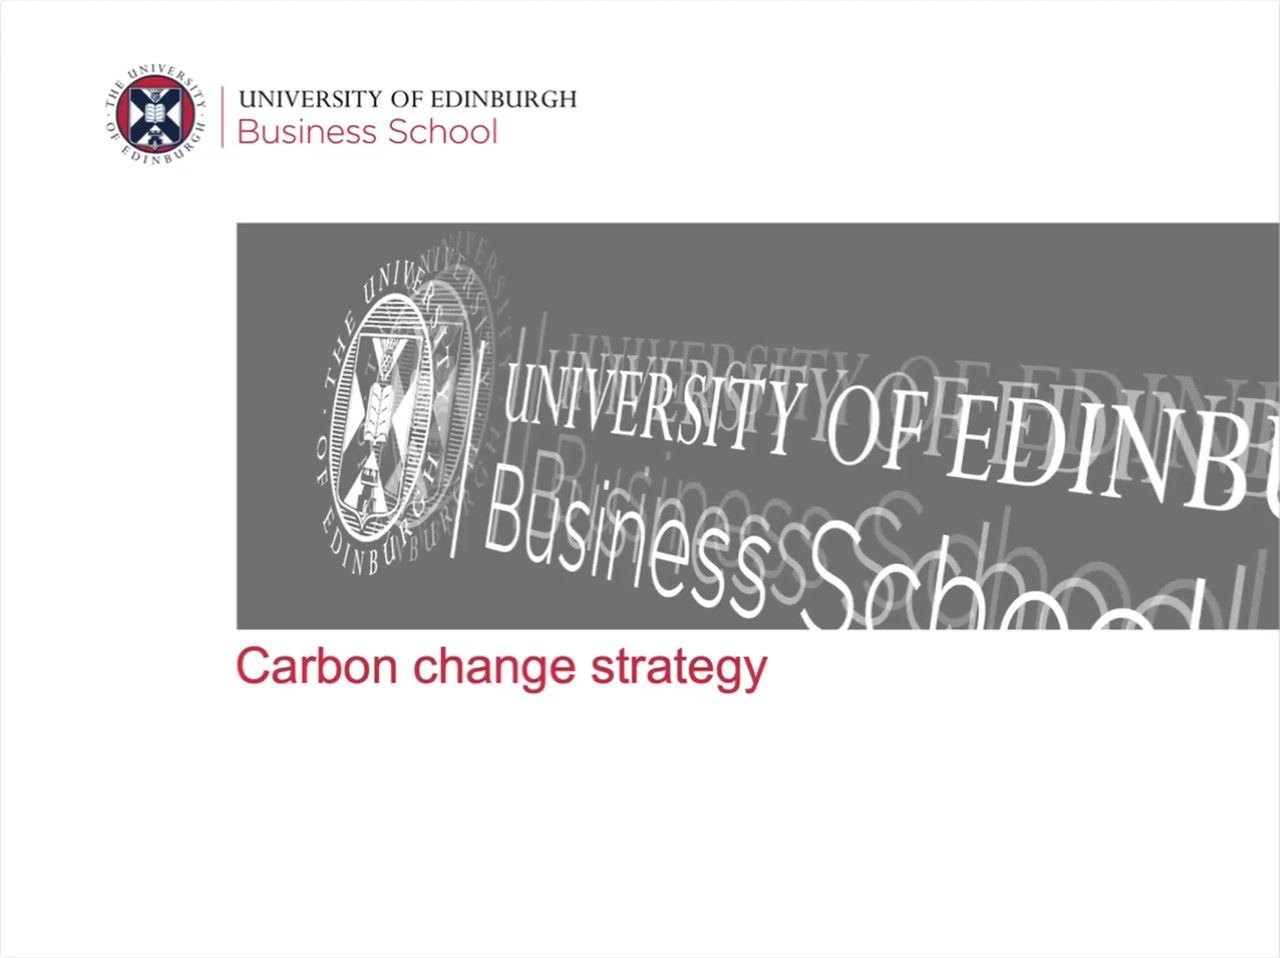 THE UNIVERSITY OF EDINBURGH
UNIVERSITY OF EDINBURGH
Business School
THE UNIVERSITY OF EDINBURGH
UNIVERSITY OF EDINBU
Business School
Carbon change strategy